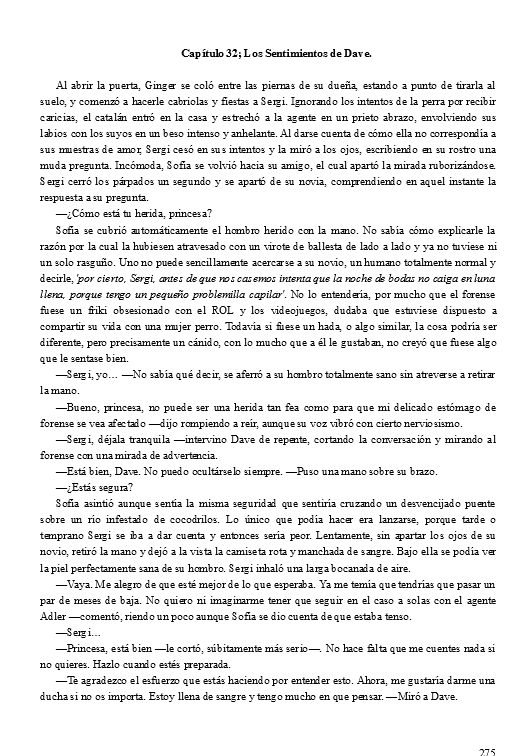 Capítulo 32; Los Sentimientos de Dave.
Al abrir la puerta, Ginger se coló entre las piernas de su dueña, estando a punto de tirarla al
suelo, y comenzó a hacerle cabriolas y fiestas a Sergi. Ignorando los intentos de la perra por recibir
caricias, el catalán entró en la casa y estrechó a la agente en un prieto abrazo, envolviendo sus
labios con los suyos en un beso intenso y anhelante. Al darse cuenta de cómo ella no correspondía a
sus muestras de amor, Sergi cesó en sus intentos y la miró a los ojos, escribiendo en su rostro una
muda pregunta. Incómoda, Sofía se volvió hacia su amigo, el cual apartó la mirada ruborizándose.
Sergi cerró los párpados un segundo y se apartó de su novia, comprendiendo en aquel instante la
respuesta a su pregunta.
—¿Cómo está tu herida, princesa?
Sofía se cubrió automáticamente el hombro herido con la mano. No sabía cómo explicarle la
razón por la cual la hubiesen atravesado con un virote de ballesta de lado a lado y ya no tuviese ni
un solo rasguño. Uno no puede sencillamente acercarse a su novio, un humano totalmente normal y
decirle, 'por cierto, Sergi, antes de que nos casemos intenta que la noche de bodas no caiga en luna
llena, porque tengo un pequeño problemilla capilar'. No lo entendería, por mucho que el forense
fuese un friki obsesionado con el ROL y los videojuegos, dudaba que estuviese dispuesto a
compartir su vida con una mujer perro. Todavía si fuese un hada, o algo similar, la cosa podría ser
diferente, pero precisamente un cánido, con lo mucho que a él le gustaban, no creyó que fuese algo
que le sentase bien.
—Sergi, yo... —No sabía qué decir, se aferró a su hombro totalmente sano sin atreverse a retirar
la mano.
—Bueno, princesa, no puede ser una herida tan fea como para que mi delicado estómago de
forense se vea afectado —dijo rompiendo a reír, aunque su voz vibró con cierto nerviosismo.
—Sergi, déjala tranquila —intervino Dave de repente, cortando la conversación y mirando al
forense con una mirada de advertencia.
—Está bien, Dave. No puedo ocultárselo siempre. —Puso una mano sobre su brazo.
—¿Estás segura?
Sofía asintió aunque sentía la misma seguridad que sentiría cruzando un desvencijado puente
sobre un río infestado de cocodrilos. Lo único que podía hacer era lanzarse, porque tarde o
temprano Sergi se iba a dar cuenta y entonces sería peor. Lentamente, sin apartar los ojos de su
novio, retiró la mano y dejó a la vista la camiseta rota y manchada de sangre. Bajo ella se podía ver
la piel perfectamente sana de su hombro. Sergi inhaló una larga bocanada de aire.
—Vaya. Me alegro de que esté mejor de lo que esperaba. Ya me temía que tendrías que pasar un
par de meses de baja. No quiero ni imaginarme tener que seguir en el caso a solas con el agente
Adler —comentó, riendo un poco aunque Sofía se dio cuenta de que estaba tenso.
—Sergi...
—Princesa, está bien —le cortó, súbitamente más serio—. No hace falta que me cuentes nada si
no quieres. Hazlo cuando estés preparada.
—Te agradezco el esfuerzo que estás haciendo por entender esto. Ahora, me gustaría darme una
ducha si no os importa. Estoy llena de sangre y tengo mucho en que pensar. —Miró a Dave.
275